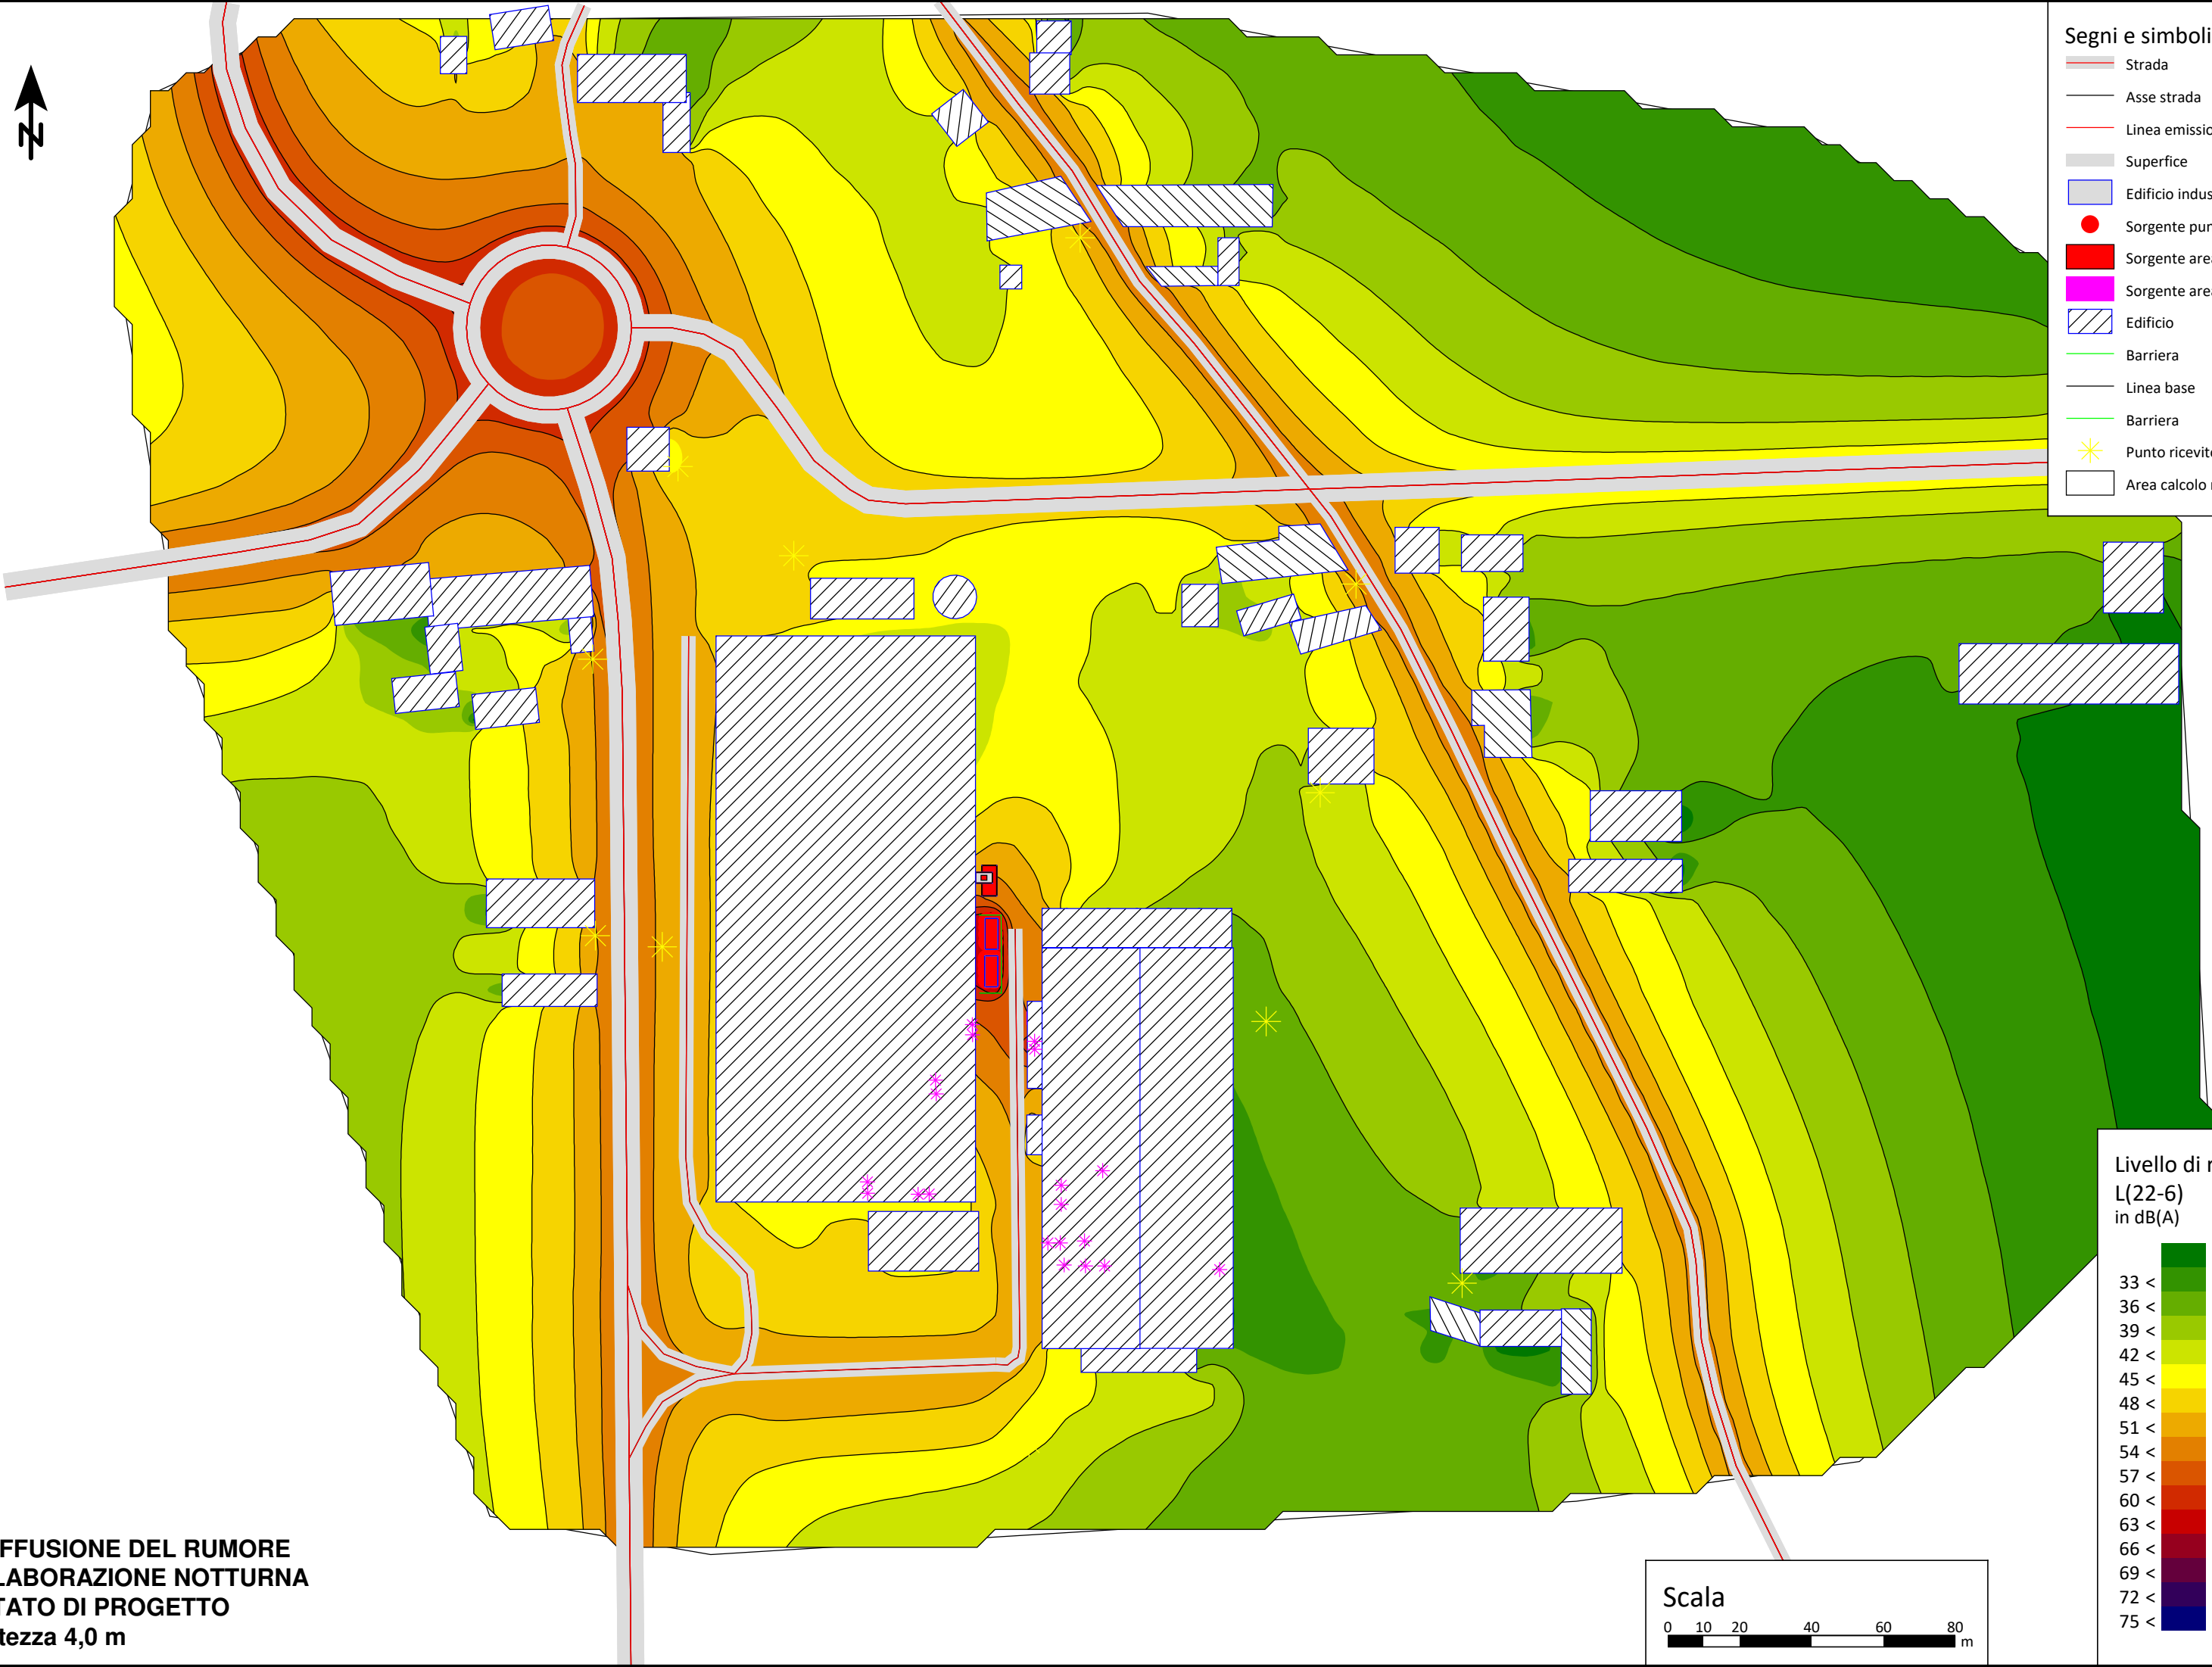 N
Segni e simboli
Strada
Asse strada
Linea emissio
Superfice
Edificio indus
Sorgente pun
Sorgente area
Sorgente area
Edificio
Barriera
Linea base
Barriera
Punto ricevito
Area calcolo r
Livello di r
L(22-6)
in dB(A)
33 <
36 <
39 <
42 <
45 <
48 <
51 <
54 <
57 <
60 <
63 <
66 <
69 <
72 <
75 <
FFUSIONE DEL RUMORE
LABORAZIONE NOTTURNA
TATO DI PROGETTO
tezza 4,0 m
Scala
0 10 20 40 60 80
m